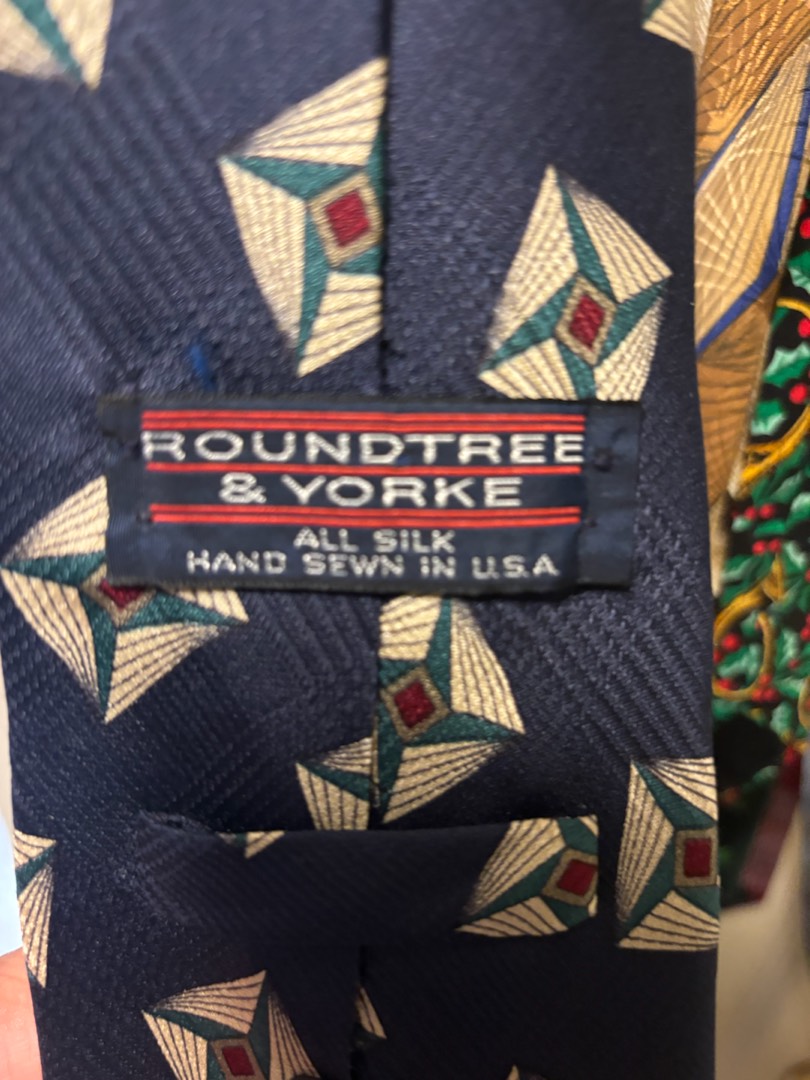 ROUNDTREE
& YORKE
ALL SILK
HAND SEWN IN U.S.A